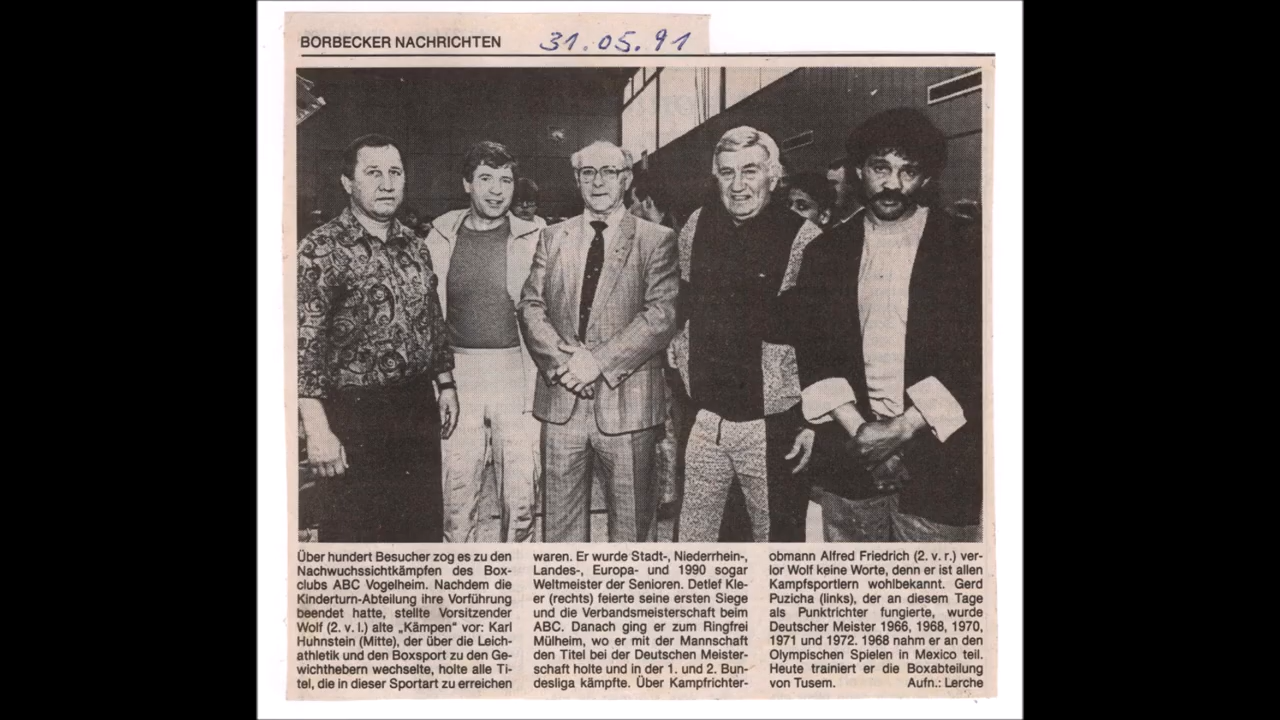 BORBECKER NACHRICHTEN 31.05.91
Über hundert Besucher zog es zu den
Nachwuchssichtkämpfen des Box-
clubs ABC Vogelheim. Nachdem die
Kinderturn-Abteilung ihre Vorführung
beendet hatte, stellte Vorsitzender
Wolf (2. v. l.) alte „Kämpen" vor: Karl
Huhnstein (Mitte), der über die Leich-
athletik und den Boxsport zu den Ge-
wichthebern wechselte, holte alle Ti-
tel, die in dieser Sportart zu erreichen
waren. Er wurde Stadt-, Niederrhein-,
Landes-, Europa- und 1990 sogar
Weltmeister der Senioren. Detlef Kle-
er (rechts) feierte seine ersten Siege
und die Verbandsmeisterschaft beim
ABC. Danach ging er zum Ringfrei
Mülheim, wo er mit der Mannschaft
den Titel bei der Deutschen Meister-
schaft holte und in der 1. und 2. Bun-
desliga kämpfte. Über Kampfrichter-
obmann Alfred Friedrich (2. v. r.) ver-
lor Wolf keine Worte, denn er ist allen
Kampfsportlern wohlbekannt. Gerd
Puzicha (links), der an diesem Tage
als Punktrichter fungierte, wurde
Deutscher Meister 1966, 1968, 1970,
1971 und 1972. 1968 nahm er an den
Olympischen Spielen in Mexico teil.
Heute trainiert er die Boxabteilung
von Tusem. Aufn.: Lerche